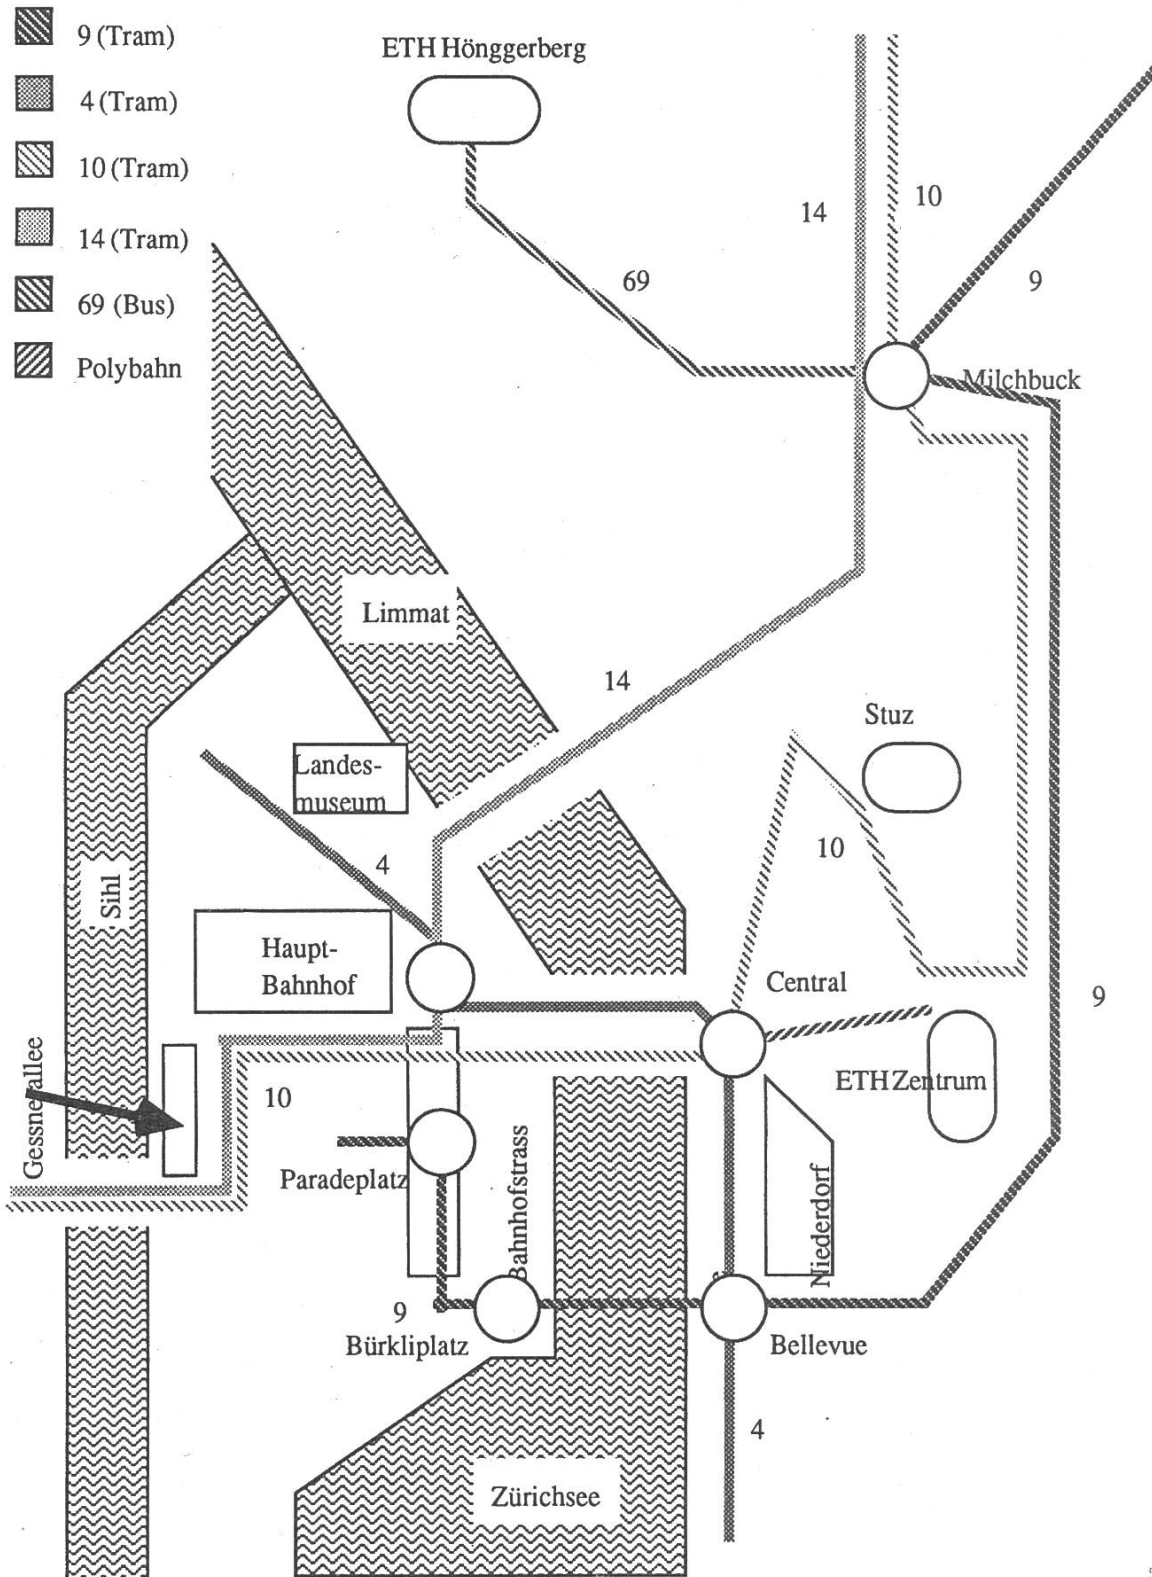 9 (Tram)
4 (Tram)
10 (Tram)
14 (Tram)
69 (Bus)
Polybahn
ETH Hönggerberg
14
10
69
9
Milchbuck
Limmat
14
Stuz
Landes-
museum
4
10
Sihl
Haupt-
Bahnhof
Central
9
Gessnerallee
10
ETH Zentrum
Paradeplatz
Bahnhofstrass
Niederdorf
9
Bürkliplatz
Bellevue
4
Zürichsee